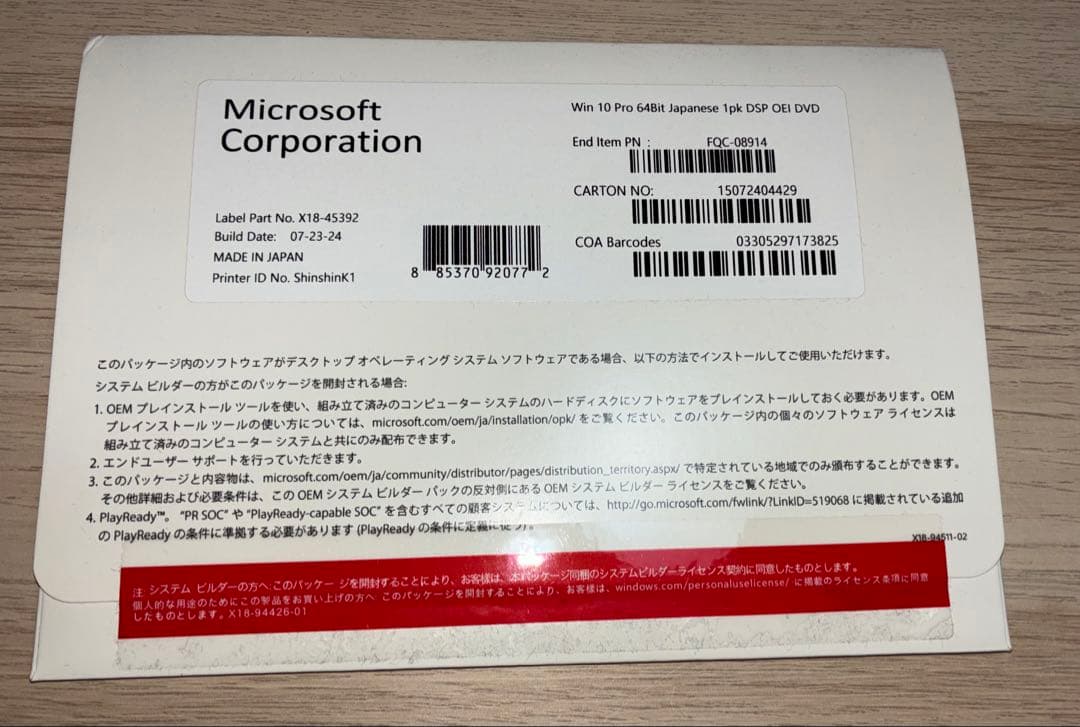 Microsoft
Corporation
Label Part No. X18-45392
Build Date: 07-23-24
MADE IN JAPAN
Printer ID No. ShinshinK1
8 85370 92077 2
Win 10 Pro 64Bit Japanese 1pk DSP OEI DVD
End Item PN : FQC-08914
CARTON NO: 15072404429
COA Barcodes 03305297173825
このパッケージ内のソフトウェアがデスクトップ オペレーティング システム ソフトウェアである場合、以下の方法でインストールしてご使用いただけます。
システム ビルダーの方がこのパッケージを開封される場合:
1. OEM プレインストール ツールを使い、組み立て済みのコンピューター システムのハードディスクにソフトウェアをプレインストールしておく必要があります。OEM
プレインストール ツールの使い方については、microsoft.com/oem/ja/installation/opk/ をご覧ください。このパッケージ内の個々のソフトウェア ライセンスは
組み立て済みのコンピューター システムと共にのみ配布できます。
2. エンドユーザー サポートを行っていただきます。
3. このパッケージと内容物は、microsoft.com/oem/ja/community/distributor/pages/distribution_territory.aspx/ で特定されている地域でのみ頒布することができます。
その他詳細および必要条件は、この OEM システム ビルダー パックの反対側にある OEM システム ビルダー ライセンスをご覧ください。
4. PlayReady™。 “PR SOC” や “PlayReady-capable SOC” を含むすべての顧客システムについては、http://go.microsoft.com/fwlink/?LinkID=519068 に掲載されている追加
の PlayReady の条件に準拠する必要があります (PlayReady の条件に定義に従う)。
X18-94511-02
注 システム ビルダーの方へ:このパッケー ジを開封することにより、お客様は、本パッケージ同梱のシステムビルダーライセンス契約に同意したものとします。
個人的な用途のためにこの製品をお買い上げの方へ このパッケージを開封することにより、お客様は、windows.com/personaluselicense/ に掲載のライセンス条項に同意
したものとします。X18-94426-01